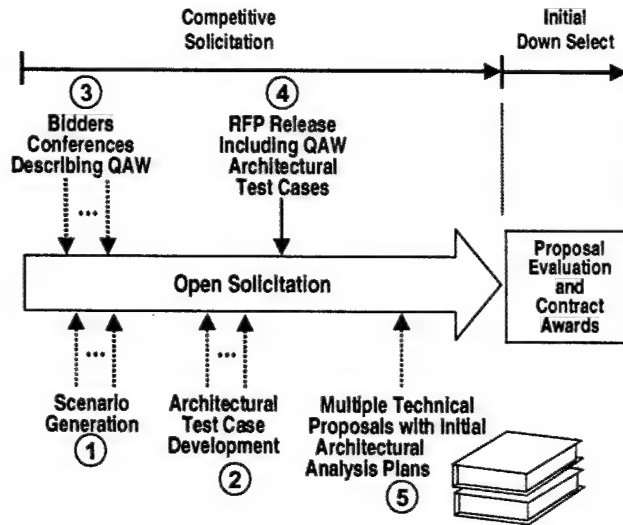 Competitive
Solicitation
Initial
Down Select
3
Bidders
Conferences
Describing QAW
...
4
RFP Release
Including QAW
Architectural
Test Cases
Open Solicitation
Proposal
Evaluation
and
Contract
Awards
...
Scenario
Generation
1
...
Architectural
Test Case
Development
2
Multiple Technical
Proposals with Initial
Architectural
Analysis Plans
5